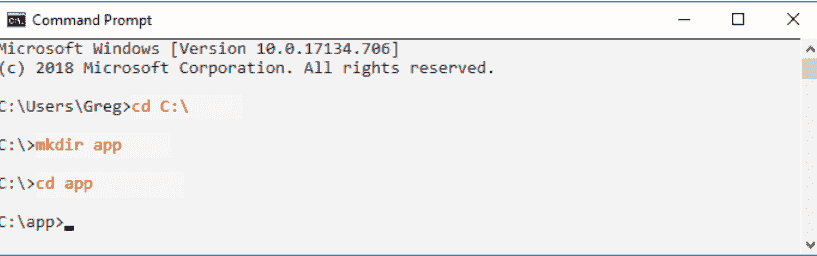 Command Prompt
Microsoft Windows [Version 10.0.17134.706]
(c) 2018 Microsoft Corporation. All rights reserved.
C:\Users\Greg>cd C:\
C:\>mkdir app
C:\>cd app
C:\app>